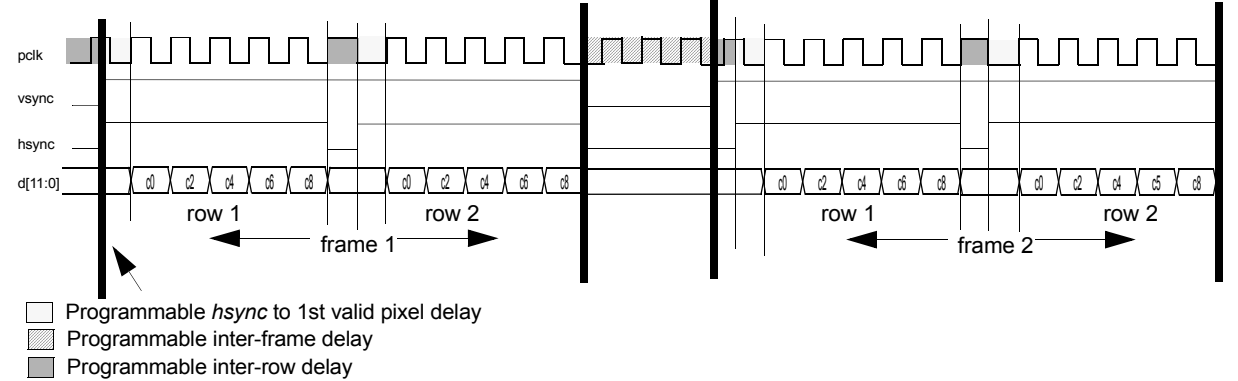 pclk
vsync
hsync
d[11:0]
c0 c2 c4 c6 c8 c0 c2 c4 c6 c8 c0 c2 c4 c6 c8 c0 c2 c4 c5 c8
row 1 row 2 row 1 row 2
frame 1 frame 2
Programmable hsync to 1st valid pixel delay
Programmable inter-frame delay
Programmable inter-row delay